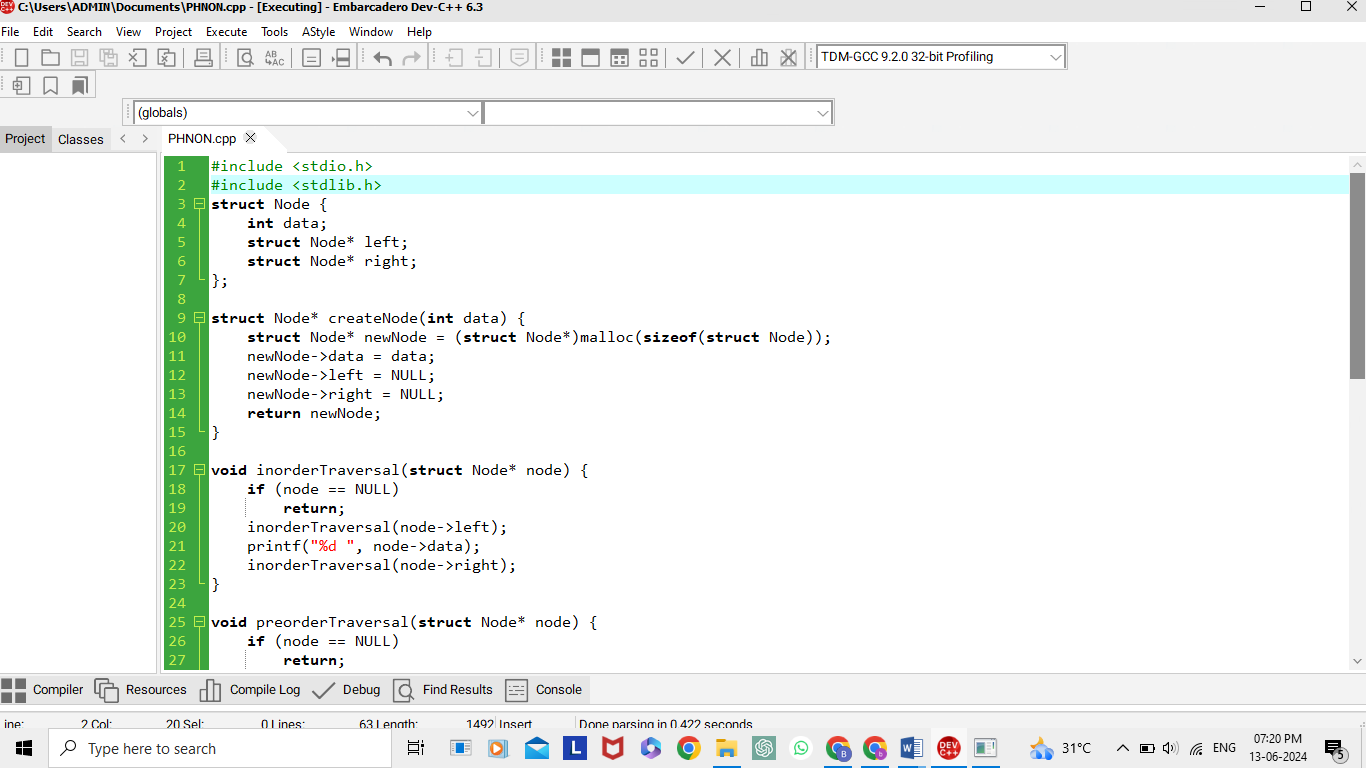 C:\Users\ADMIN\Documents\PHNON.cpp - [Executing] - Embarcadero Dev-C++ 6.3
File Edit Search View Project Execute Tools AStyle Window Help
TDM-GCC 9.2.0 32-bit Profiling
(globals)
Project Classes PHNON.cpp
1 #include <stdio.h>
2 #include <stdlib.h>
3 struct Node {
4     int data;
5     struct Node* left;
6     struct Node* right;
7 };
8
9 struct Node* createNode(int data) {
10     struct Node* newNode = (struct Node*)malloc(sizeof(struct Node));
11     newNode->data = data;
12     newNode->left = NULL;
13     newNode->right = NULL;
14     return newNode;
15 }
16
17 void inorderTraversal(struct Node* node) {
18     if (node == NULL)
19         return;
20     inorderTraversal(node->left);
21     printf("%d ", node->data);
22     inorderTraversal(node->right);
23 }
24
25 void preorderTraversal(struct Node* node) {
26     if (node == NULL)
27         return;
Compiler Resources Compile Log Debug Find Results Console
ine: 2 Col: 20 Sel: 0 Lines: 63 Length: 1492 Insert Done parsing in 0.422 seconds
Type here to search L B b W DEV C++ 31°C ENG 07:20 PM
13-06-2024 5